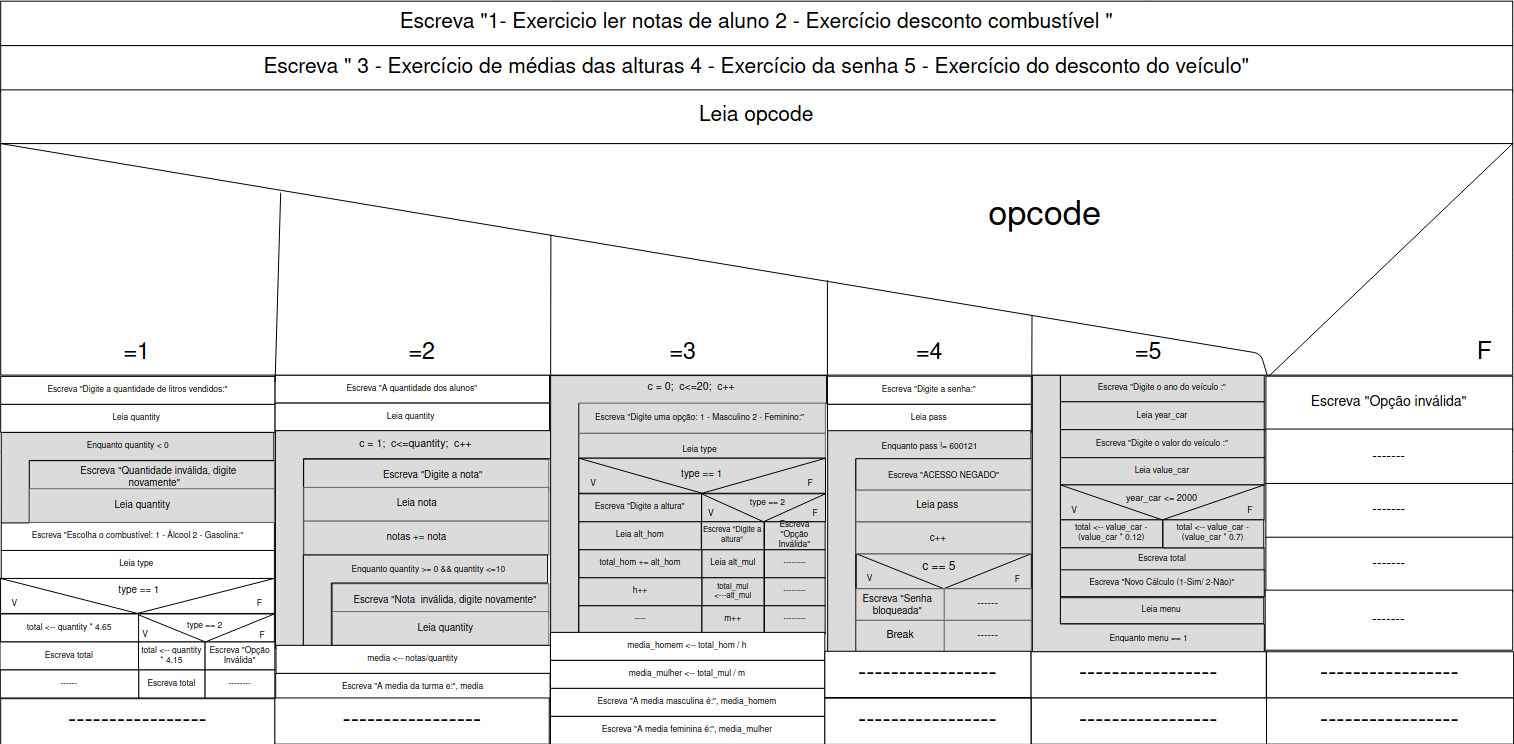 Escreva "1- Exercicio ler notas de aluno 2 - Exercício desconto combustível "
Escreva " 3 - Exercício de médias das alturas 4 - Exercício da senha 5 - Exercício do desconto do veículo"
Leia opcode
opcode
=1
=2
=3
=4
=5
F
Escreva "Digite a quantidade de litros vendidos:"
Leia quantity
Enquanto quantity < 0
Escreva "Quantidade inválida, digite
novamente"
Leia quantity
Escreva "Escolha o combustível: 1 - Álcool 2 - Gasolina:"
Leia type
type == 1
V
F
total <-- quantity * 4.65
type == 2
V
F
Escreva total
total <-- quantity
* 4.15
Escreva "Opção
Inválida"
------
Escreva total
--------
-----------------
Escreva "A quantidade dos alunos"
Leia quantity
c = 1; c<=quantity; c++
Escreva "Digite a nota"
Leia nota
notas += nota
Enquanto quantity >= 0 && quantity <=10
Escreva "Nota inválida, digite novamente"
Leia quantity
media <-- notas/quantity
Escreva "A media da turma e:", media
-----------------
c = 0; c<=20; c++
Escreva "Digite uma opção: 1 - Masculino 2 - Feminino:"
Leia type
type == 1
V
F
Escreva "Digite a altura"
type == 2
V
F
Leia alt_hom
Escreva "Digite a
altura"
Escreva
"Opção
Inválida"
total_hom += alt_hom
Leia alt_mul
--------
h++
total_mul
<---alt_mul
--------
----
m++
--------
media_homem <-- total_hom / h
media_mulher <-- total_mul / m
Escreva "A media masculina é:", media_homem
Escreva "A media feminina é:", media_mulher
Escreva "Digite a senha:"
Leia pass
Enquanto pass != 600121
Escreva "ACESSO NEGADO"
Leia pass
c++
c == 5
V
F
Escreva "Senha
bloqueada"
------
Break
------
-----------------
-----------------
Escreva "Digite o ano do veículo :"
Leia year_car
Escreva "Digite o valor do veículo :"
Leia value_car
year_car <= 2000
V
F
total <-- value_car -
(value_car * 0.12)
total <-- value_car -
(value_car * 0.7)
Escreva total
Escreva "Novo Cálculo (1-Sim/ 2-Não)"
Leia menu
Enquanto menu == 1
-----------------
-----------------
Escreva "Opção inválida"
-------
-------
-------
-------
-----------------
-----------------